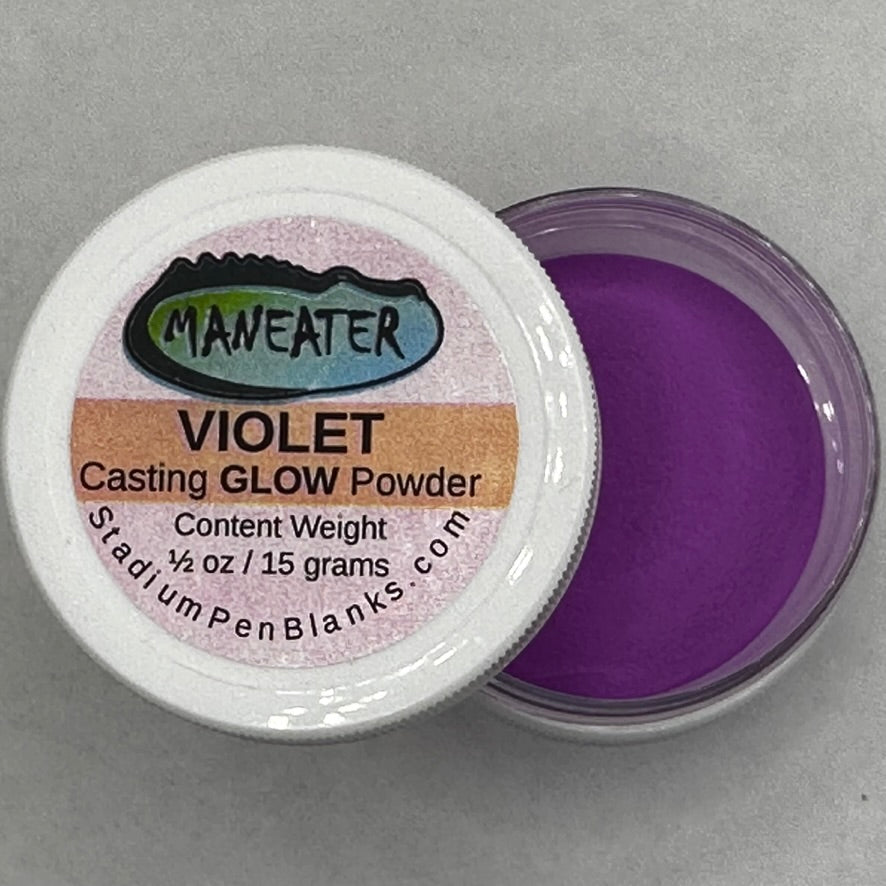 MANEATER
VIOLET
Casting GLOW Powder
Content Weight
½ oz / 15 grams
StadiumPenBlanks.com